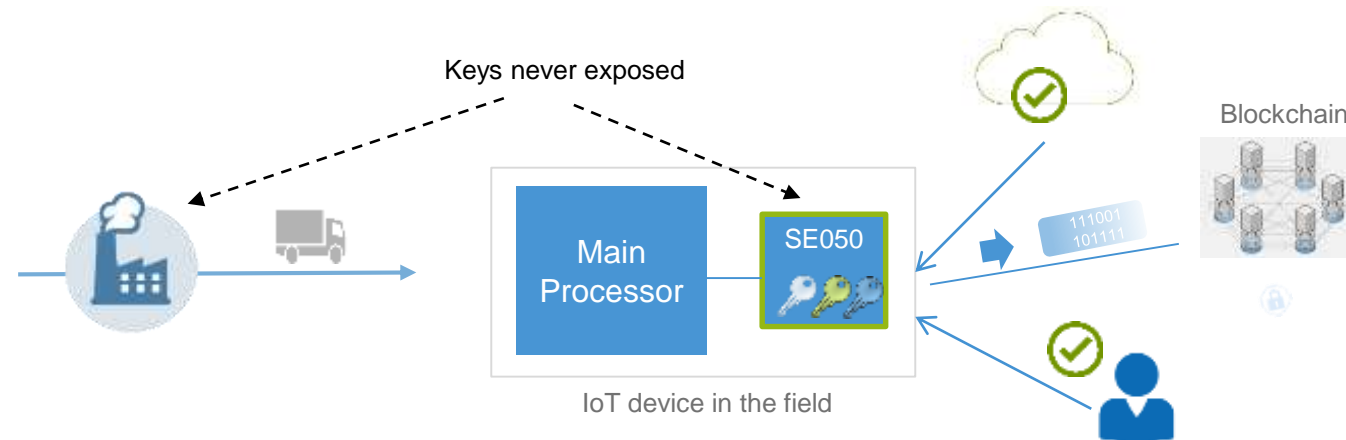 Keys never exposed
Blockchain
111001
101111
SE050
Main
Processor
IoT device in the field